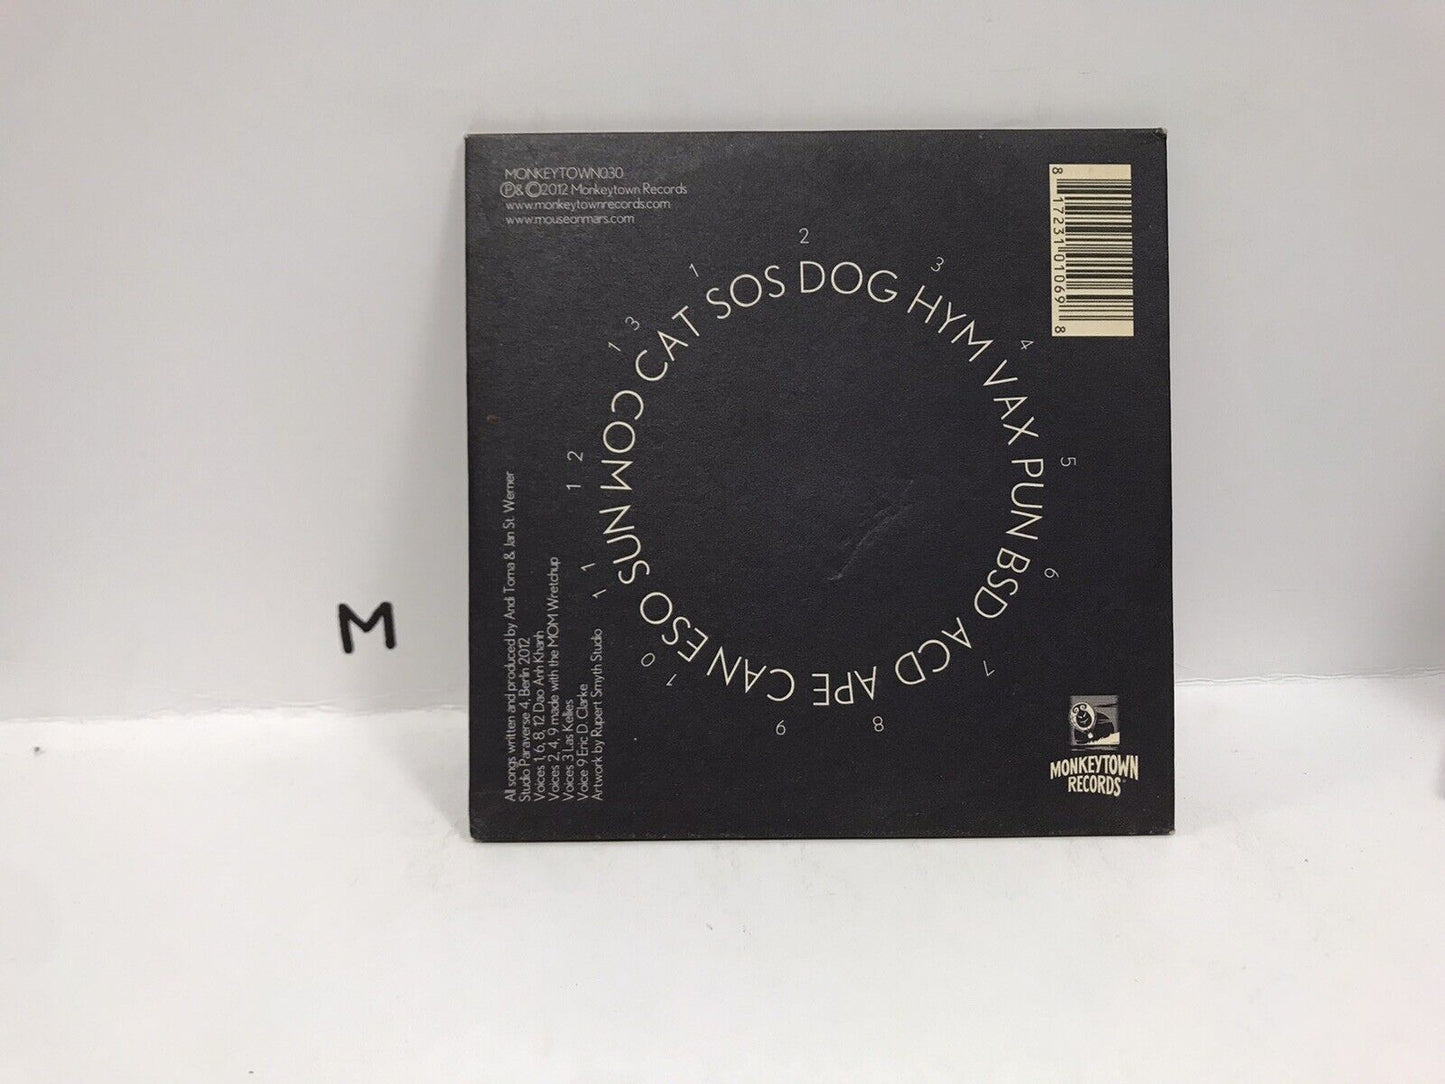 MONKEYTOWN030
℗ & ©2012 Monkeytown Records
www.monkeytownrecords.com
www.mouseonmars.com
8 17231 01069 8
1 SOS
2 DOG
3 HYM
4 VAX
5 PUN
6 BSD
7 ACD
8 APE
9 CAN
10 ESO
11 SUN
12 COM
13 CAT
All songs written and produced by Andi Toma & Jan St. Werner
Studio Paraverse 4, Berlin 2012
Voices 1, 6, 8, 12 Dao Anh Khanh
Voices 2, 4, 9 made with the MOM Wretchup
Voices 3 Las Kellies
Voice 9 Eric D. Clarke
Artwork by Rupert Smyth Studio
MONKEYTOWN
RECORDS
M